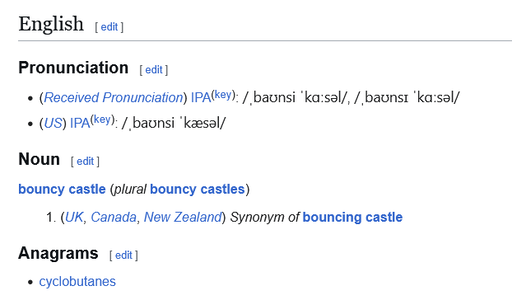 English [ edit ]
Pronunciation [ edit ]
• (Received Pronunciation) IPA(key): /ˌbaʊnsi ˈkɑːsəl/, /ˌbaʊnsɪ ˈkɑːsəl/
• (US) IPA(key): /ˌbaʊnsi ˈkæsəl/
Noun [ edit ]
bouncy castle (plural bouncy castles)
1. (UK, Canada, New Zealand) Synonym of bouncing castle
Anagrams [ edit ]
• cyclobutanes